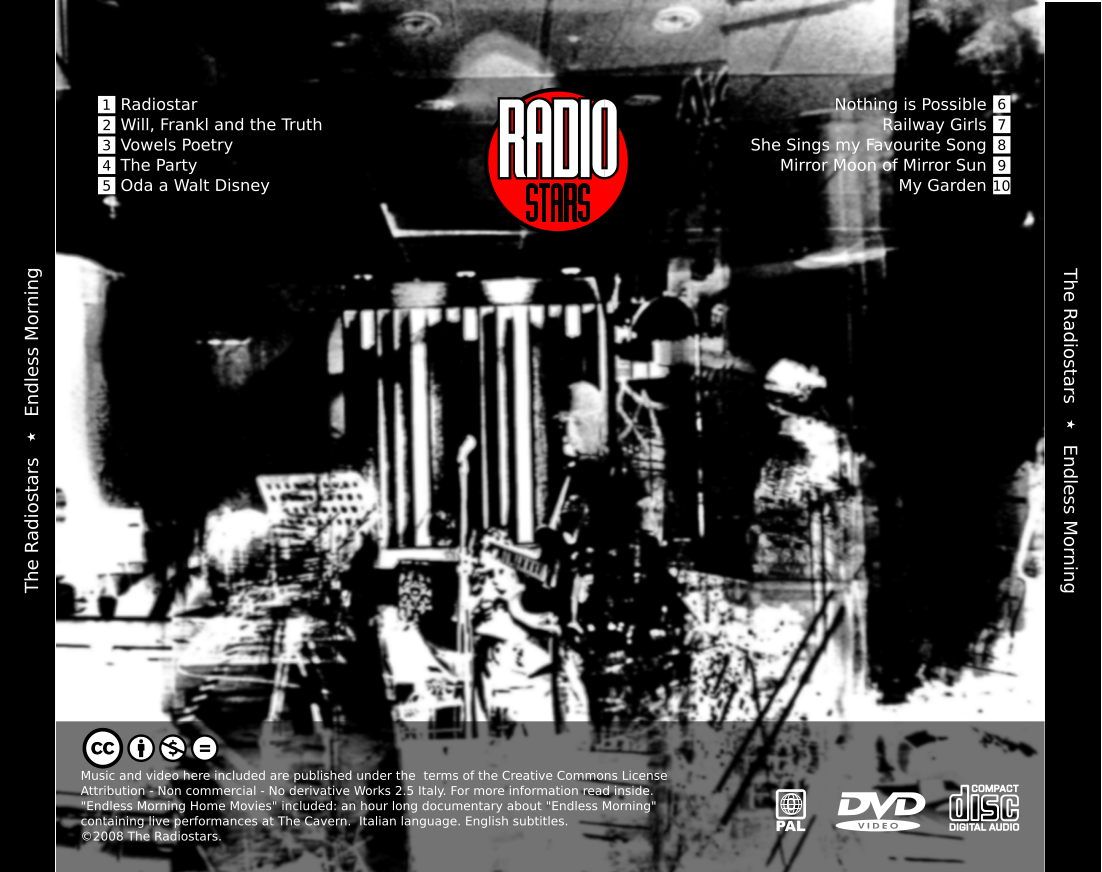 1 Radiostar
2 Will, Frankl and the Truth
3 Vowels Poetry
4 The Party
5 Oda a Walt Disney
RADIO
STARS
Nothing is Possible 6
Railway Girls 7
She Sings my Favourite Song 8
Mirror Moon of Mirror Sun 9
My Garden 10
The Radiostars ★ Endless Morning
The Radiostars ★ Endless Morning
cc $ =
Music and video here included are published under the  terms of the Creative Commons License
Attribution - Non commercial - No derivative Works 2.5 Italy. For more information read inside.
"Endless Morning Home Movies" included: an hour long documentary about "Endless Morning"
containing live performances at The Cavern.  Italian language. English subtitles.
©2008 The Radiostars.
PAL
DVD
VIDEO
COMPACT
disc
DIGITAL AUDIO